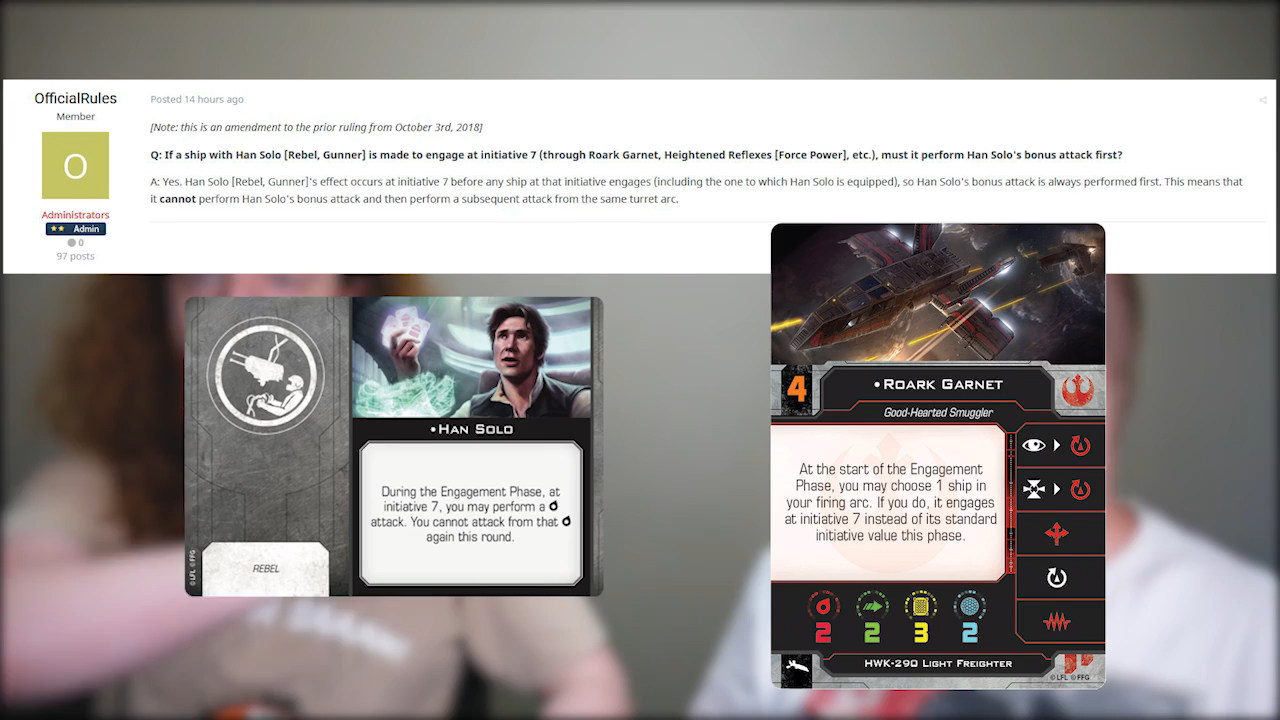 OfficialRules
Member
O
Administrators
Admin
0
97 posts
Posted 14 hours ago
[Note: this is an amendment to the prior ruling from October 3rd, 2018]
Q: If a ship with Han Solo [Rebel, Gunner] is made to engage at initiative 7 (through Roark Garnet, Heightened Reflexes [Force Power], etc.), must it perform Han Solo's bonus attack first?
A: Yes. Han Solo [Rebel, Gunner]'s effect occurs at initiative 7 before any ship at that initiative engages (including the one to which Han Solo is equipped), so Han Solo's bonus attack is always performed first. This means that
it cannot perform Han Solo's bonus attack and then perform a subsequent attack from the same turret arc.
•Han Solo
During the Engagement Phase, at
initiative 7, you may perform a
attack. You cannot attack from that
again this round.
REBEL
©LFL ©FFG
4
•Roark Garnet
Good-Hearted Smuggler
At the start of the Engagement
Phase, you may choose 1 ship in
your firing arc. If you do, it engages
at initiative 7 instead of its standard
initiative value this phase.
2 2 3 2
HWK-290 Light Freighter
©LFL ©FFG